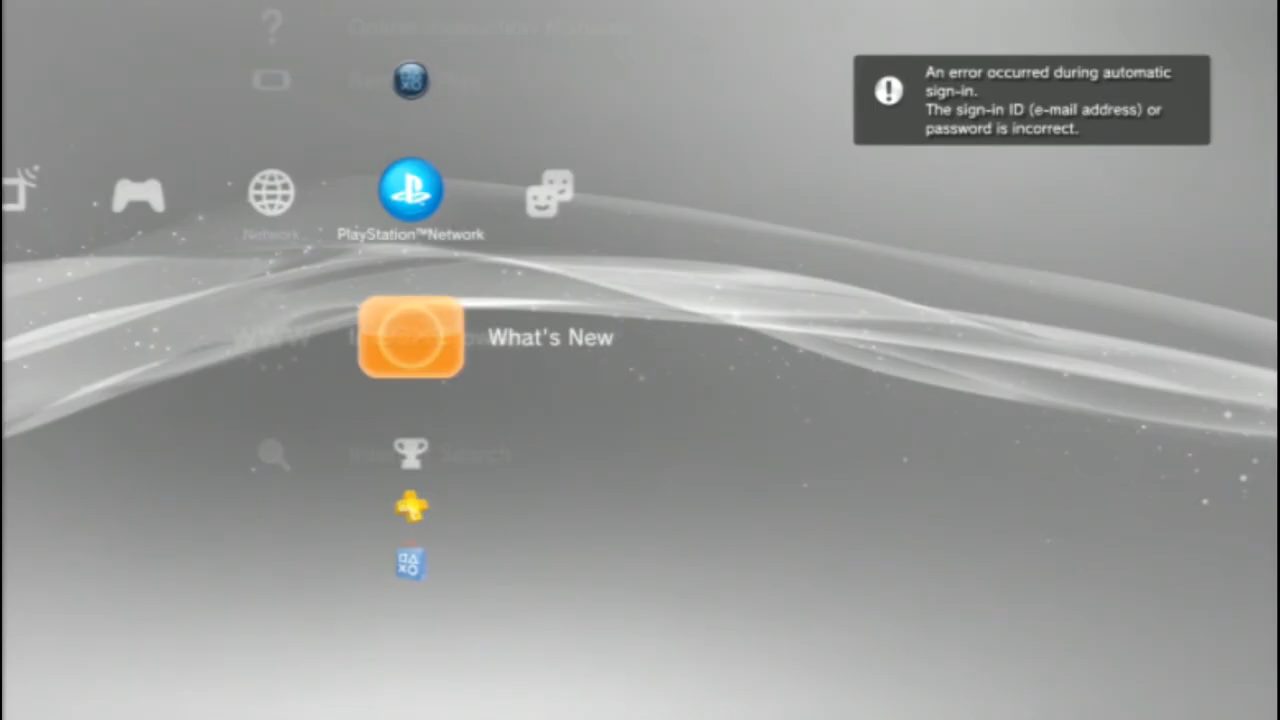 An error occurred during automatic
sign-in.
The sign-in ID (e-mail address) or
password is incorrect.
Network
PlayStation™Network
What's New
Search